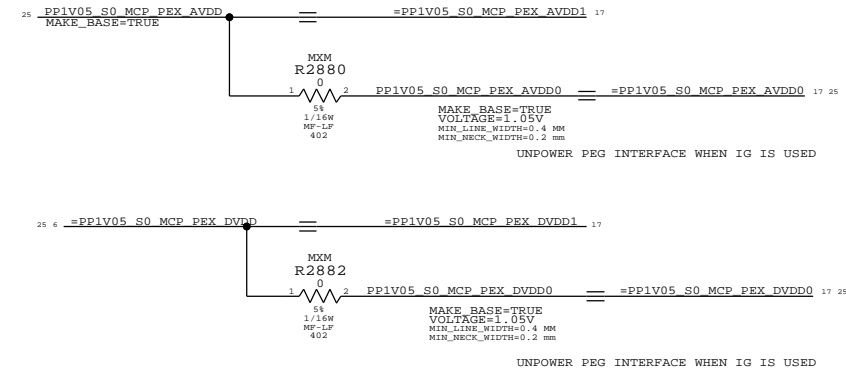 25 PP1V05_S0_MCP_PEX_AVDD =PP1V05_S0_MCP_PEX_AVDD1 17
MAKE_BASE=TRUE
MXM
R2880
0
1 2 PP1V05_S0_MCP_PEX_AVDD0 =PP1V05_S0_MCP_PEX_AVDD0 17 25
5%
1/16W
MF-LF
402
MAKE_BASE=TRUE
VOLTAGE=1.05V
MIN_LINE_WIDTH=0.4 MM
MIN_NECK_WIDTH=0.2 mm
UNPOWER PEG INTERFACE WHEN IG IS USED
25 6 =PP1V05_S0_MCP_PEX_DVDD =PP1V05_S0_MCP_PEX_DVDD1 17
MXM
R2882
0
1 2 PP1V05_S0_MCP_PEX_DVDD0 =PP1V05_S0_MCP_PEX_DVDD0 17 25
5%
1/16W
MF-LF
402
MAKE_BASE=TRUE
VOLTAGE=1.05V
MIN_LINE_WIDTH=0.4 MM
MIN_NECK_WIDTH=0.2 mm
UNPOWER PEG INTERFACE WHEN IG IS USED